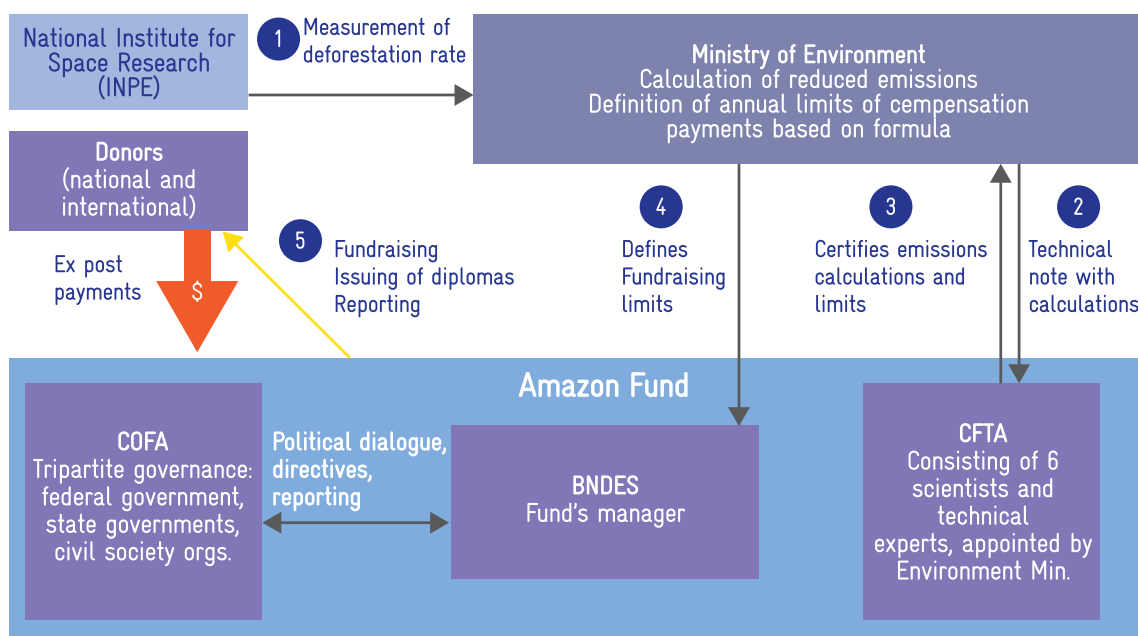 National Institute for
Space Research
(INPE)
1
Measurement of
deforestation rate
Ministry of Environment
Calculation of reduced emissions
Definition of annual limits of cempensation
payments based on formula
Donors
(national and
international)
Ex post
payments
$
5
Fundraising
Issuing of diplomas
Reporting
4
Defines
Fundraising
limits
3
Certifies emissions
calculations and
limits
2
Technical
note with
calculations
Amazon Fund
COFA
Tripartite governance:
federal government,
state governments,
civil society orgs.
Political dialogue,
directives,
reporting
BNDES
Fund's manager
CFTA
Consisting of 6
scientists and
technical
experts, appointed by
Environment Min.